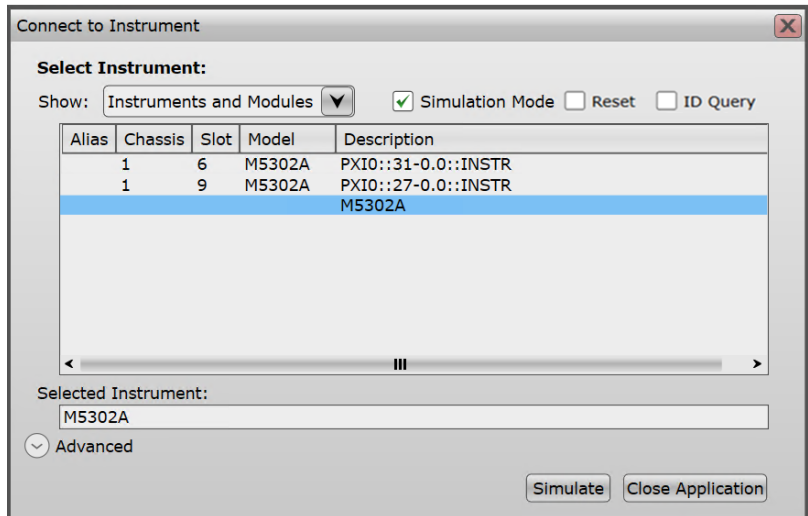 Connect to Instrument
Select Instrument:
Show: Instruments and Modules Simulation Mode Reset ID Query
Alias Chassis Slot Model Description
1 6 M5302A PXI0::31-0.0::INSTR
1 9 M5302A PXI0::27-0.0::INSTR
M5302A
Selected Instrument:
M5302A
Advanced
Simulate Close Application